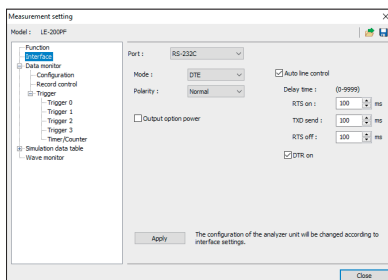 Measurement setting
Model : LE-200PF
Function
Interface
Data monitor
Configuration
Record control
Trigger
Trigger 0
Trigger 1
Trigger 2
Trigger 3
Timer/Counter
Simulation data table
Wave monitor
Port : RS-232C
Mode : DTE
Polarity : Normal
Output option power
Auto line control
Delay time : (0-9999)
RTS on : 100 ms
TXD send : 100 ms
RTS off : 100 ms
DTR on
Apply
The configuration of the analyzer unit will be changed according to
interface settings.
Close